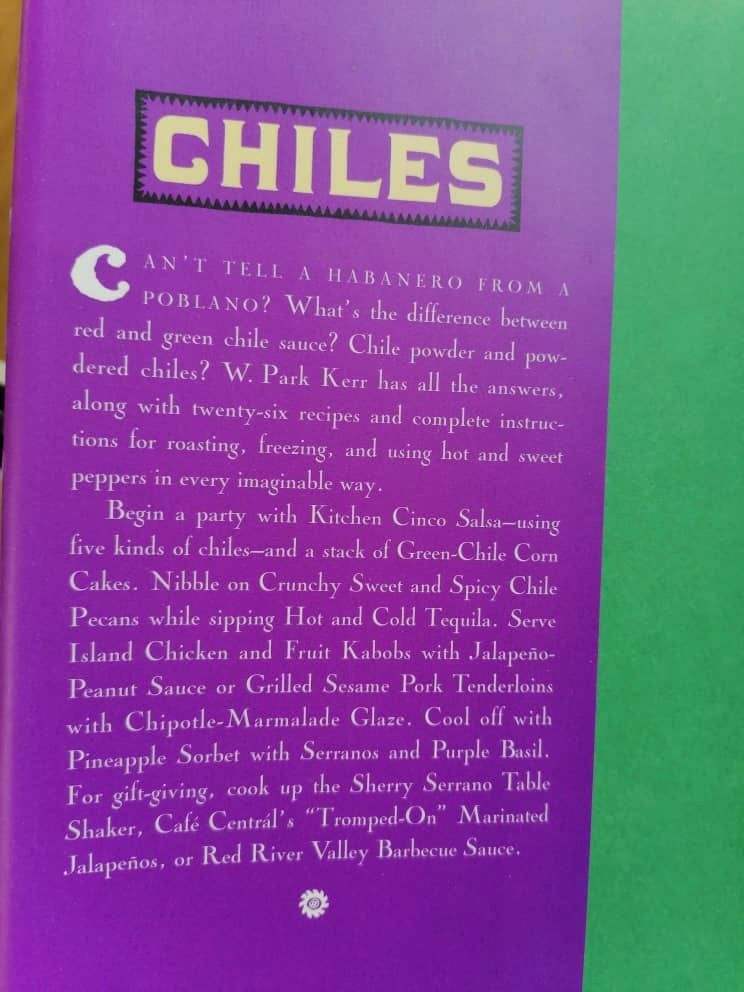 CHILES
CAN'T TELL A HABANERO FROM A
POBLANO? What's the difference between
red and green chile sauce? Chile powder and pow-
dered chiles? W. Park Kerr has all the answers,
along with twenty-six recipes and complete instruc-
tions for roasting, freezing, and using hot and sweet
peppers in every imaginable way.
Begin a party with Kitchen Cinco Salsa—using
five kinds of chiles—and a stack of Green-Chile Corn
Cakes. Nibble on Crunchy Sweet and Spicy Chile
Pecans while sipping Hot and Cold Tequila. Serve
Island Chicken and Fruit Kabobs with Jalapeño-
Peanut Sauce or Grilled Sesame Pork Tenderloins
with Chipotle-Marmalade Glaze. Cool off with
Pineapple Sorbet with Serranos and Purple Basil.
For gift-giving, cook up the Sherry Serrano Table
Shaker, Café Centrál's "Tromped-On" Marinated
Jalapeños, or Red River Valley Barbecue Sauce.